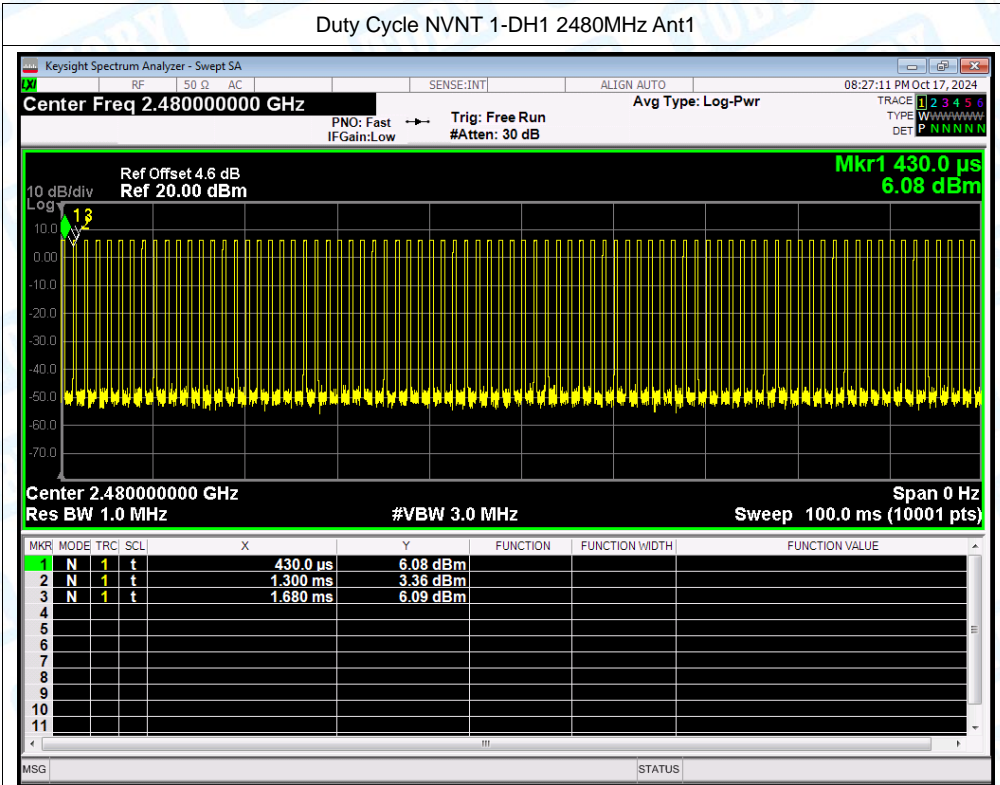 Duty Cycle NVNT 1-DH1 2480MHz Ant1
Keysight Spectrum Analyzer - Swept SA
LXI RF 50 Ω AC SENSE:INT ALIGN AUTO 08:27:11 PM Oct 17, 2024
Center Freq 2.480000000 GHz
PNO: Fast
IFGain:Low
Trig: Free Run
#Atten: 30 dB
Avg Type: Log-Pwr
TRACE 1 2 3 4 5 6
TYPE WWWWWW
DET P N N N N N
Mkr1 430.0 µs
6.08 dBm
Ref Offset 4.6 dB
10 dB/div Ref 20.00 dBm
Log
1 3
2
10.0
0.00
-10.0
-20.0
-30.0
-40.0
-50.0
-60.0
-70.0
Center 2.480000000 GHz Span 0 Hz
Res BW 1.0 MHz #VBW 3.0 MHz Sweep 100.0 ms (10001 pts)
MKR MODE TRC SCL X Y FUNCTION FUNCTION WIDTH FUNCTION VALUE
1 N 1 t 430.0 µs 6.08 dBm
2 N 1 t 1.300 ms 3.36 dBm
3 N 1 t 1.680 ms 6.09 dBm
4
5
6
7
8
9
10
11
MSG STATUS